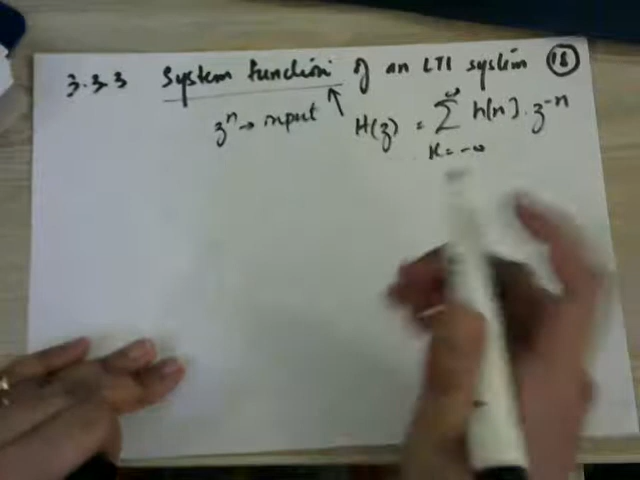 3.3.3 System function of an LTI system 18
z^n → input H(z) = ∑ h[n] . z^-n
∞
n = -∞